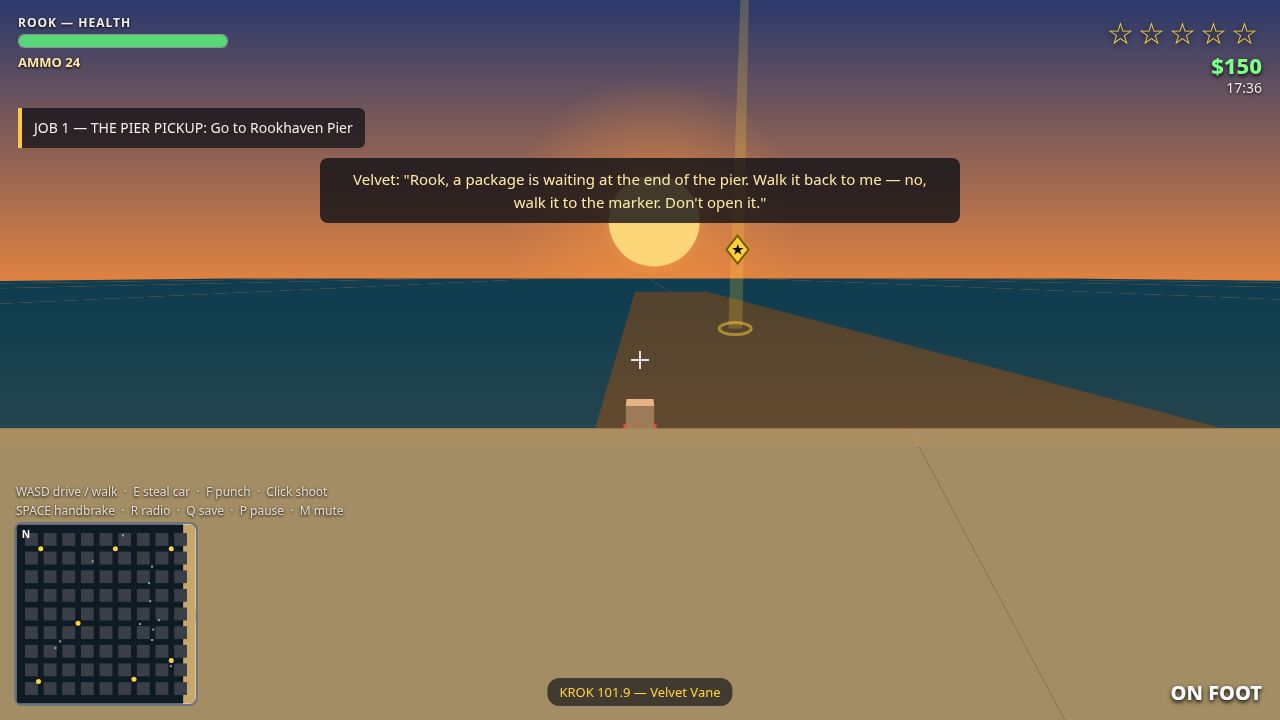 ROOK — HEALTH
AMMO 24
☆ ☆ ☆ ☆ ☆
$150
17:36
JOB 1 — THE PIER PICKUP: Go to Rookhaven Pier
Velvet: "Rook, a package is waiting at the end of the pier. Walk it back to me — no,
walk it to the marker. Don't open it."
WASD drive / walk · E steal car · F punch · Click shoot
SPACE handbrake · R radio · Q save · P pause · M mute
N
KROK 101.9 — Velvet Vane
ON FOOT